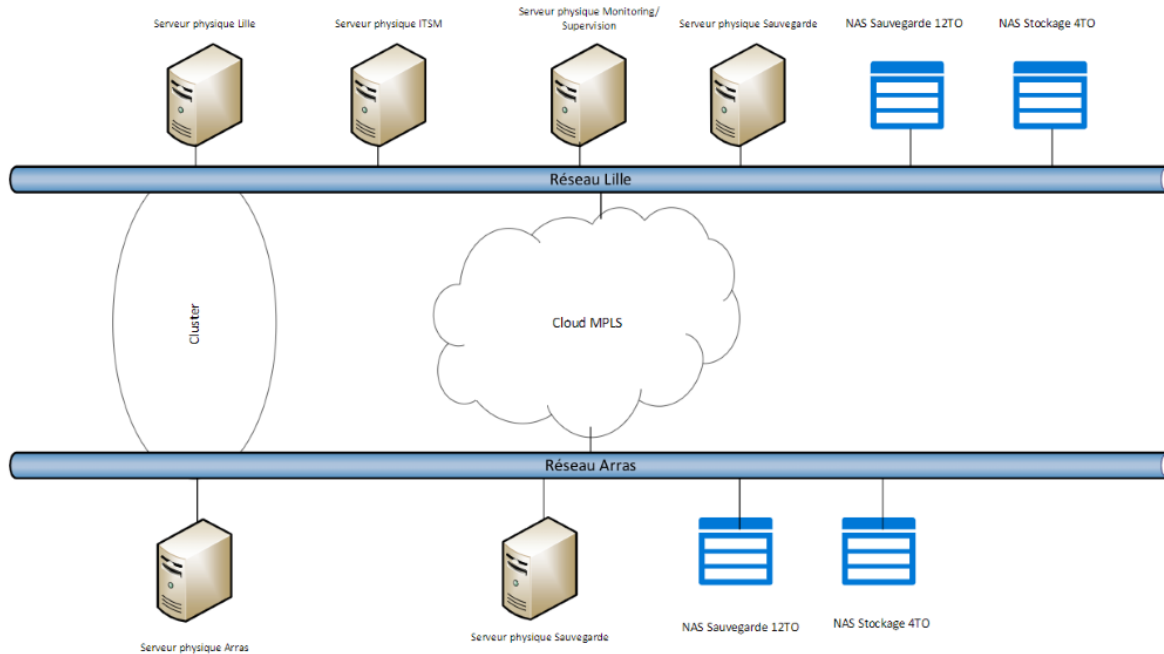 Serveur physique Lille
Serveur physique ITSM
Serveur physique Monitoring/
Supervision
Serveur physique Sauvegarde
NAS Sauvegarde 12TO
NAS Stockage 4TO
Réseau Lille
Cluster
Cloud MPLS
Réseau Arras
Serveur physique Arras
Serveur physique Sauvegarde
NAS Sauvegarde 12TO
NAS Stockage 4TO